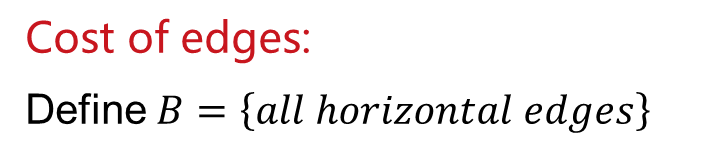 Cost of edges:
Define B = {all horizontal edges}